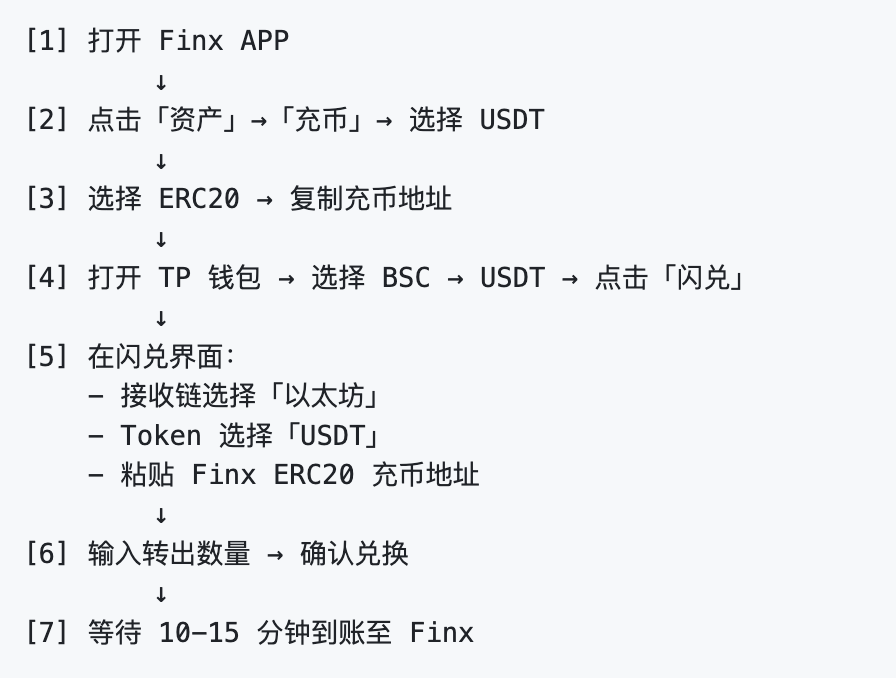 [1] 打开 Finx APP
↓
[2] 点击「资产」→「充币」→ 选择 USDT
↓
[3] 选择 ERC20 → 复制充币地址
↓
[4] 打开 TP 钱包 → 选择 BSC → USDT → 点击「闪兑」
↓
[5] 在闪兑界面：
– 接收链选择「以太坊」
– Token 选择「USDT」
– 粘贴 Finx ERC20 充币地址
↓
[6] 输入转出数量 → 确认兑换
↓
[7] 等待 10–15 分钟到账至 Finx